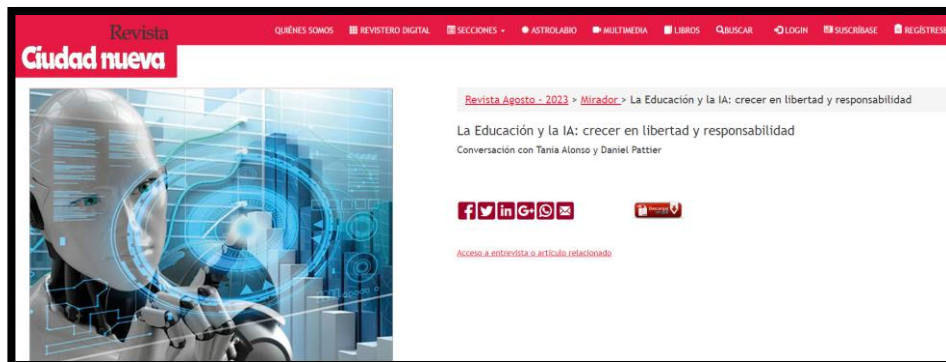 Revista
Ciudad nueva
QUIÉNES SOMOS REVISTERO DIGITAL SECCIONES ASTROLABIO MULTIMEDIA LIBROS BUSCAR LOGIN SUSCRÍBASE REGÍSTRESE
Revista Agosto - 2023 > Mirador > La Educación y la IA: crecer en libertad y responsabilidad
La Educación y la IA: crecer en libertad y responsabilidad
Conversación con Tania Alonso y Daniel Pattier
Descargar
Acceso a entrevista o artículo relacionado